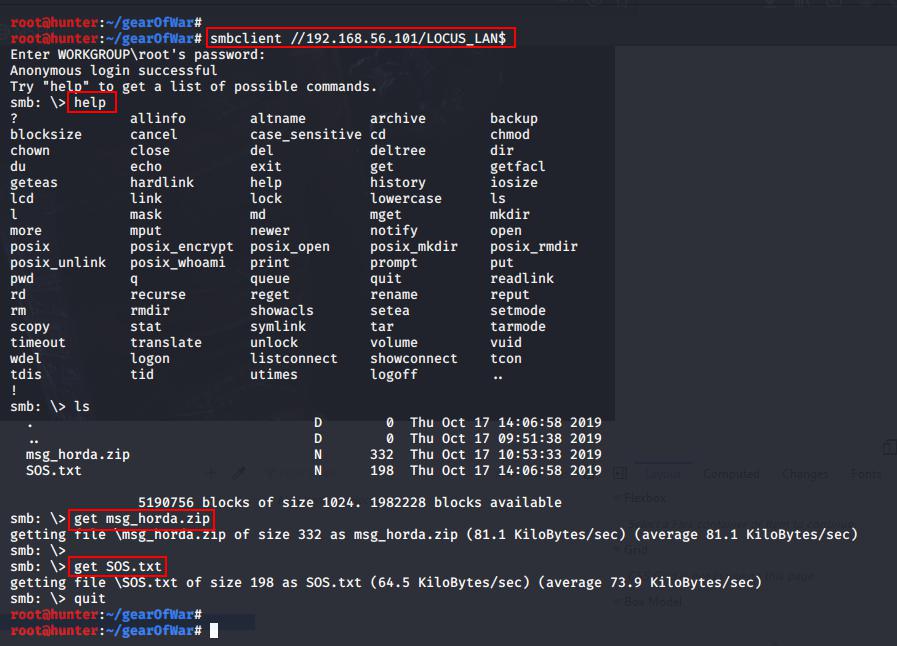 root@hunter:~/gearOfWar#
root@hunter:~/gearOfWar# smbclient //192.168.56.101/LOCUS_LAN$
Enter WORKGROUP\root's password:
Anonymous login successful
Try "help" to get a list of possible commands.
smb: \> help
? allinfo altname archive backup
blocksize cancel case_sensitive cd chmod
chown close del deltree dir
du echo exit get getfacl
geteas hardlink help history iosize
lcd link lock lowercase ls
l mask md mget mkdir
more mput newer notify open
posix posix_encrypt posix_open posix_mkdir posix_rmdir
posix_unlink posix_whoami print prompt put
pwd q queue quit readlink
rd recurse reget rename reput
rm rmdir showacls setea setmode
scopy stat symlink tar tarmode
timeout translate unlock volume vuid
wdel logon listconnect showconnect tcon
tdis tid utimes logoff ..
!
smb: \> ls
. D 0 Thu Oct 17 14:06:58 2019
.. D 0 Thu Oct 17 09:51:38 2019
msg_horda.zip N 332 Thu Oct 17 10:53:33 2019
SOS.txt N 198 Thu Oct 17 14:06:58 2019
Layout Computed Changes Fonts
Flexbox
5190756 blocks of size 1024. 1982228 blocks available
smb: \> get msg_horda.zip
getting file \msg_horda.zip of size 332 as msg_horda.zip (81.1 KiloBytes/sec) (average 81.1 KiloBytes/sec)
smb: \>
Grid
smb: \> get SOS.txt
getting file \SOS.txt of size 198 as SOS.txt (64.5 KiloBytes/sec) (average 73.9 KiloBytes/sec)
smb: \> quit
Box Model
root@hunter:~/gearOfWar#
root@hunter:~/gearOfWar#